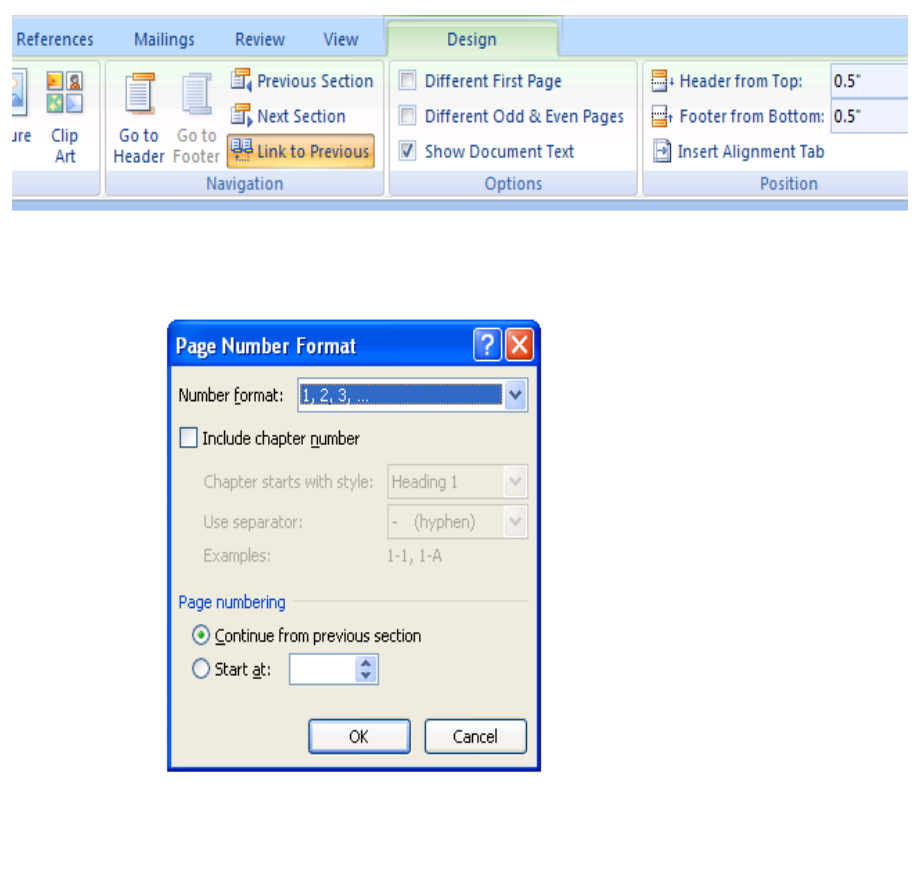 References Mailings Review View Design
Previous Section Different First Page Header from Top: 0.5"
Next Section Different Odd & Even Pages Footer from Bottom: 0.5"
ure Clip Art Go to Header Go to Footer Link to Previous Show Document Text Insert Alignment Tab
Navigation Options Position
Page Number Format ?
Number format: 1, 2, 3, ...
Include chapter number
Chapter starts with style: Heading 1
Use separator: - (hyphen)
Examples: 1-1, 1-A
Page numbering
Continue from previous section
Start at:
OK Cancel